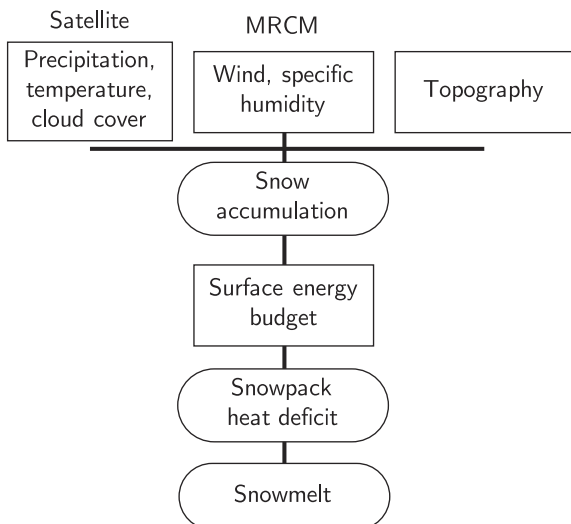 Satellite
Precipitation,
temperature,
cloud cover
MRCM
Wind, specific
humidity
Topography
Snow
accumulation
Surface energy
budget
Snowpack
heat deficit
Snowmelt